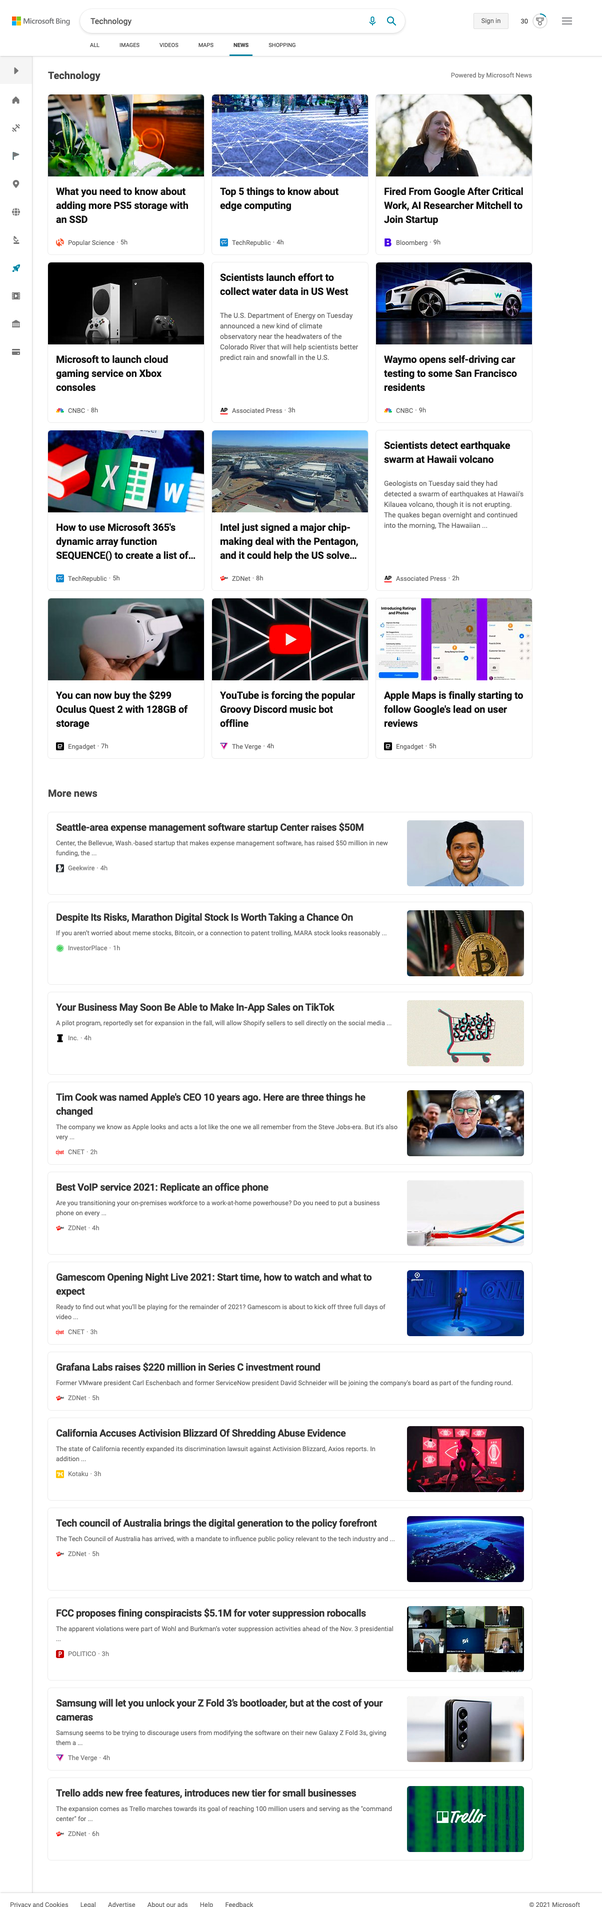 Microsoft Bing
Technology
Sign in
30
ALL IMAGES VIDEOS MAPS NEWS SHOPPING
Technology
Powered by Microsoft News
What you need to know about
adding more PS5 storage with
an SSD
Popular Science · 5h
Top 5 things to know about
edge computing
TechRepublic · 4h
Fired From Google After Critical
Work, AI Researcher Mitchell to
Join Startup
Bloomberg · 9h
Microsoft to launch cloud
gaming service on Xbox
consoles
CNBC · 8h
Scientists launch effort to
collect water data in US West
The U.S. Department of Energy on Tuesday
announced a new kind of climate
observatory near the headwaters of the
Colorado River that will help scientists better
predict rain and snowfall in the U.S.
AP Associated Press · 3h
Waymo opens self-driving car
testing to some San Francisco
residents
CNBC · 9h
How to use Microsoft 365's
dynamic array function
SEQUENCE() to create a list of...
TechRepublic · 5h
Intel just signed a major chip-
making deal with the Pentagon,
and it could help the US solve...
ZDNet · 8h
Scientists detect earthquake
swarm at Hawaii volcano
Geologists on Tuesday said they had
detected a swarm of earthquakes at Hawaii's
Kilauea volcano, though it is not erupting.
The quakes began overnight and continued
into the morning, The Hawaiian ...
AP Associated Press · 2h
You can now buy the $299
Oculus Quest 2 with 128GB of
storage
Engadget · 7h
YouTube is forcing the popular
Groovy Discord music bot
offline
The Verge · 4h
Introducing Ratings
and Photos
Apple Maps is finally starting to
follow Google's lead on user
reviews
Engadget · 5h
More news
Seattle-area expense management software startup Center raises $50M
Center, the Bellevue, Wash.-based startup that makes expense management software, has raised $50 million in new
funding, the ...
Geekwire · 4h
Despite Its Risks, Marathon Digital Stock Is Worth Taking a Chance On
If you aren't worried about meme stocks, Bitcoin, or a connection to patent trolling, MARA stock looks reasonably ...
InvestorPlace · 1h
Your Business May Soon Be Able to Make In-App Sales on TikTok
A pilot program, reportedly set for expansion in the fall, will allow Shopify sellers to sell directly on the social media ...
Inc. · 4h
Tim Cook was named Apple's CEO 10 years ago. Here are three things he
changed
The company we know as Apple looks and acts a lot like the one we all remember from the Steve Jobs-era. But it's also
very ...
CNET · 2h
Best VoIP service 2021: Replicate an office phone
Are you transitioning your on-premises workforce to a work-at-home powerhouse? Do you need to put a business
phone on every ...
ZDNet · 4h
Gamescom Opening Night Live 2021: Start time, how to watch and what to
expect
Ready to find out what you'll be playing for the remainder of 2021? Gamescom is about to kick off three full days of
video ...
CNET · 3h
Grafana Labs raises $220 million in Series C investment round
Former VMware president Carl Eschenbach and former ServiceNow president David Schneider will be joining the company's board as part of the funding round.
ZDNet · 5h
California Accuses Activision Blizzard Of Shredding Abuse Evidence
The state of California recently expanded its discrimination lawsuit against Activision Blizzard, Axios reports. In
addition ...
Kotaku · 3h
Tech council of Australia brings the digital generation to the policy forefront
The Tech Council of Australia has arrived, with a mandate to influence public policy relevant to the tech industry and ...
ZDNet · 5h
FCC proposes fining conspiracists $5.1M for voter suppression robocalls
The apparent violations were part of Wohl and Burkman's voter suppression activities ahead of the Nov. 3 presidential
...
POLITICO · 3h
Samsung will let you unlock your Z Fold 3's bootloader, but at the cost of your
cameras
Samsung seems to be trying to discourage users from modifying the software on their new Galaxy Z Fold 3s, giving
them a ...
The Verge · 4h
Trello adds new free features, introduces new tier for small businesses
The expansion comes as Trello marches towards its goal of reaching 100 million users and serving as the "command
center" for ...
Trello
ZDNet · 6h
Privacy and Cookies Legal Advertise About our ads Help Feedback
© 2021 Microsoft